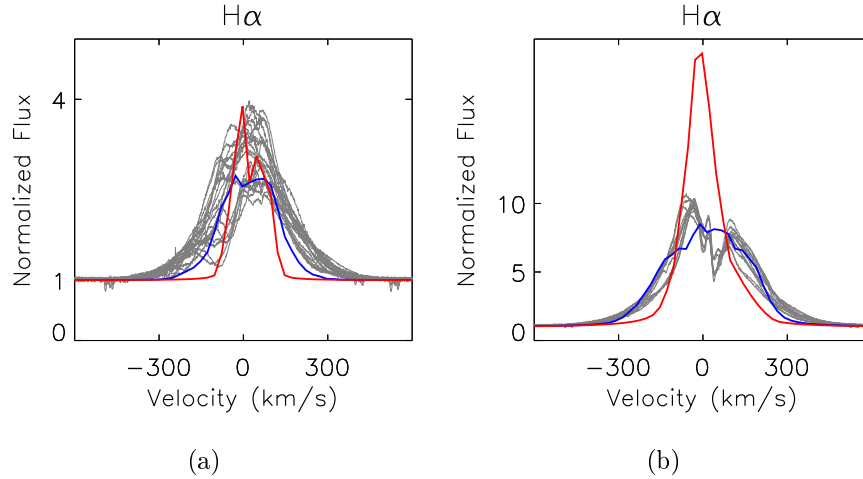 Hα
Normalized Flux
4
1
0
−300 0 300
Velocity (km/s)
(a)
Hα
Normalized Flux
10
5
0
−300 0 300
Velocity (km/s)
(b)